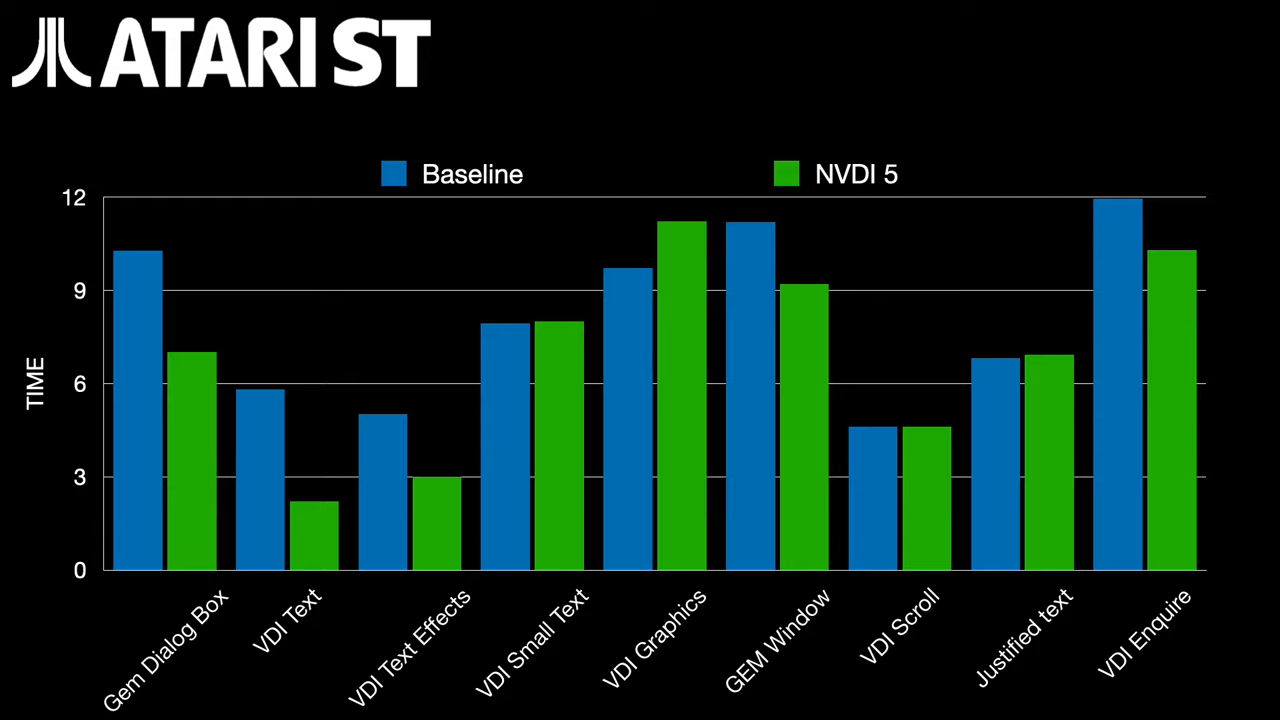 ATARI ST
Baseline
NVDI 5
12
9
6
3
0
TIME
Gem Dialog Box
VDI Text
VDI Text Effects
VDI Small Text
VDI Graphics
GEM Window
VDI Scroll
Justified text
VDI Enquire